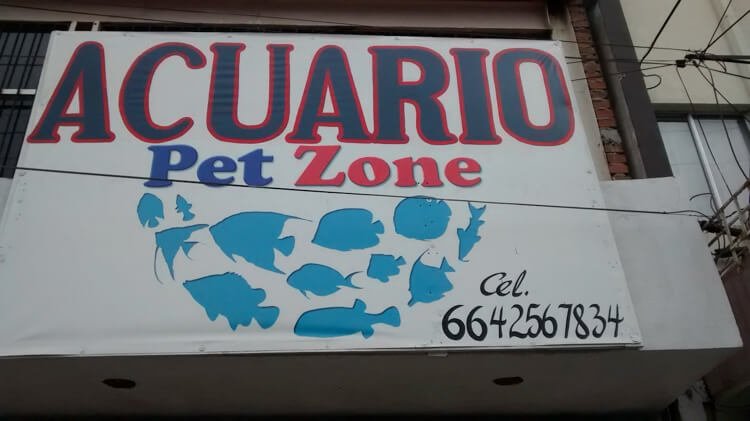 ACUARIO
Pet Zone
Cel.
6642567834